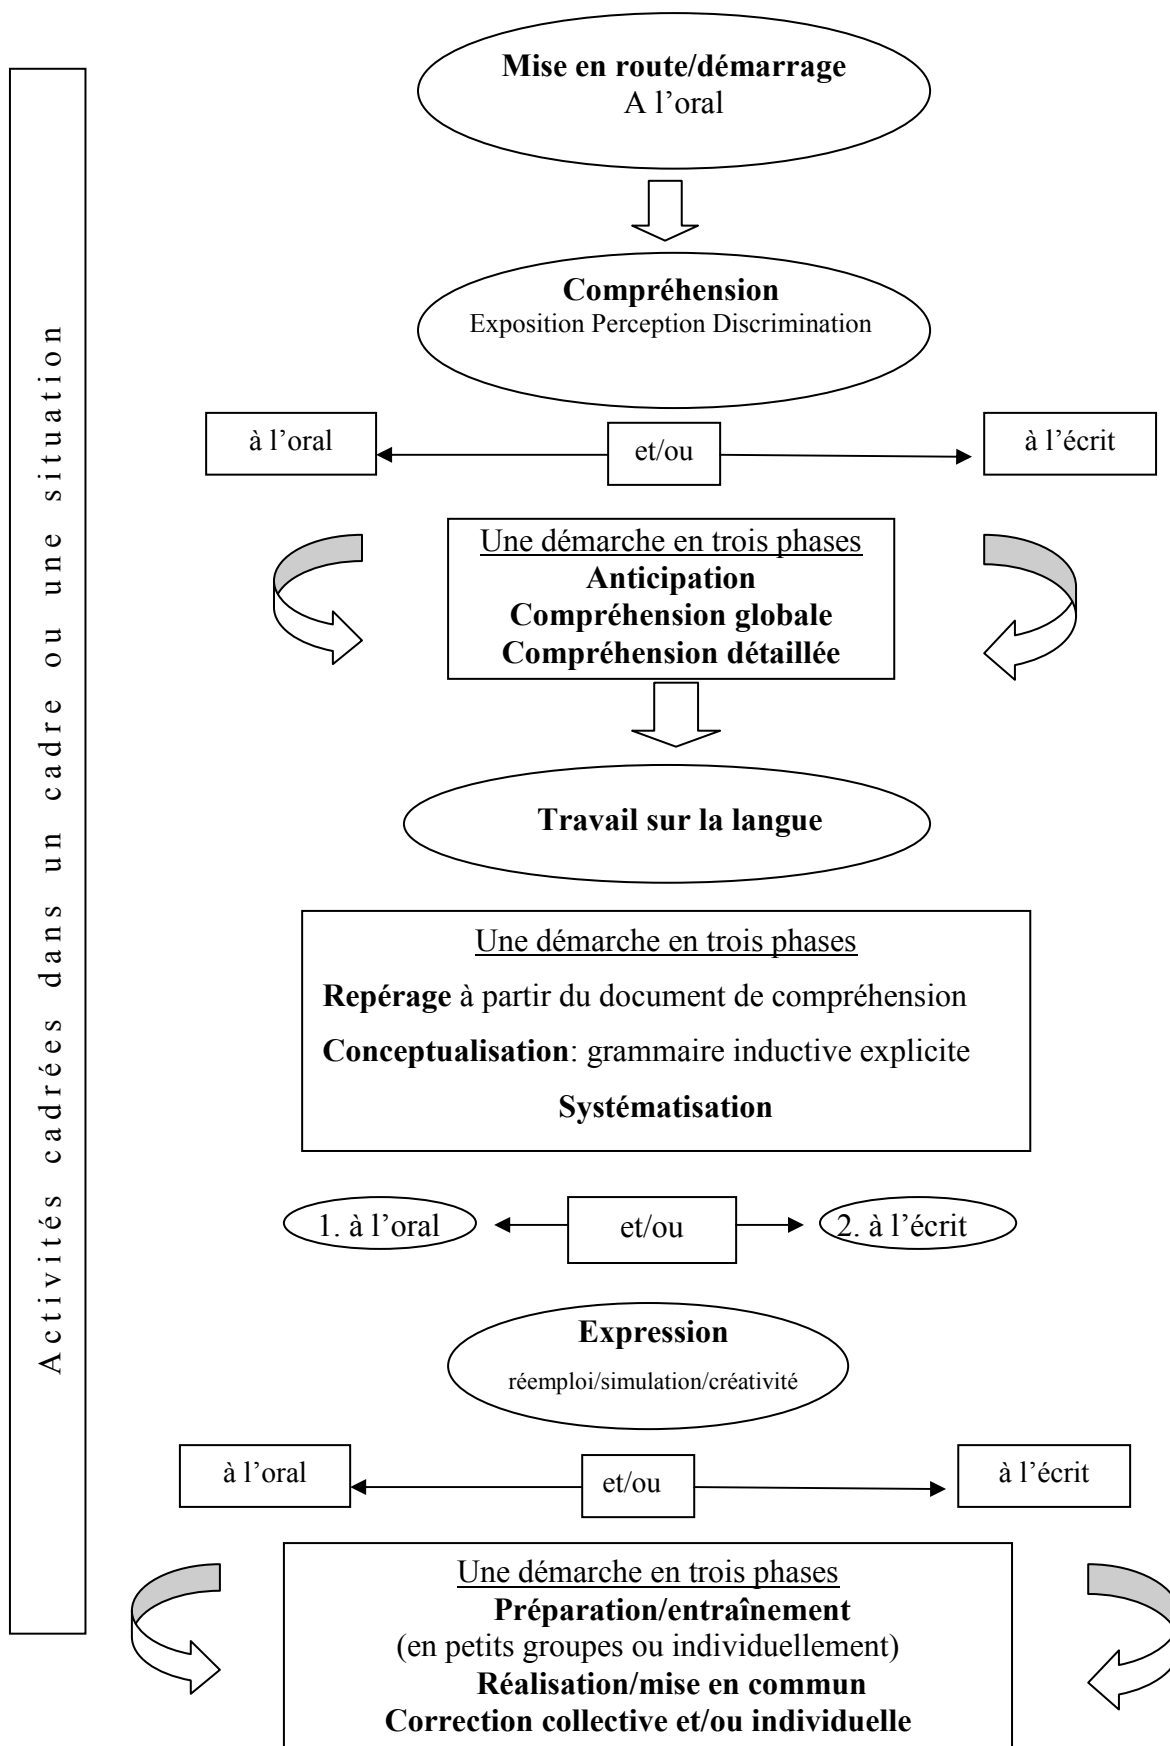 Mise en route/démarrage
A l’oral
Activités cadrées dans un cadre ou une situation
Compréhension
Exposition Perception Discrimination
à l’oral
et/ou
à l’écrit
Une démarche en trois phases
Anticipation
Compréhension globale
Compréhension détaillée
Travail sur la langue
Une démarche en trois phases
Repérage à partir du document de compréhension
Conceptualisation: grammaire inductive explicite
Systématisation
1. à l’oral
et/ou
2. à l’écrit
Expression
réemploi/simulation/créativité
à l’oral
et/ou
à l’écrit
Une démarche en trois phases
Préparation/entraînement
(en petits groupes ou individuellement)
Réalisation/mise en commun
Correction collective et/ou individuelle